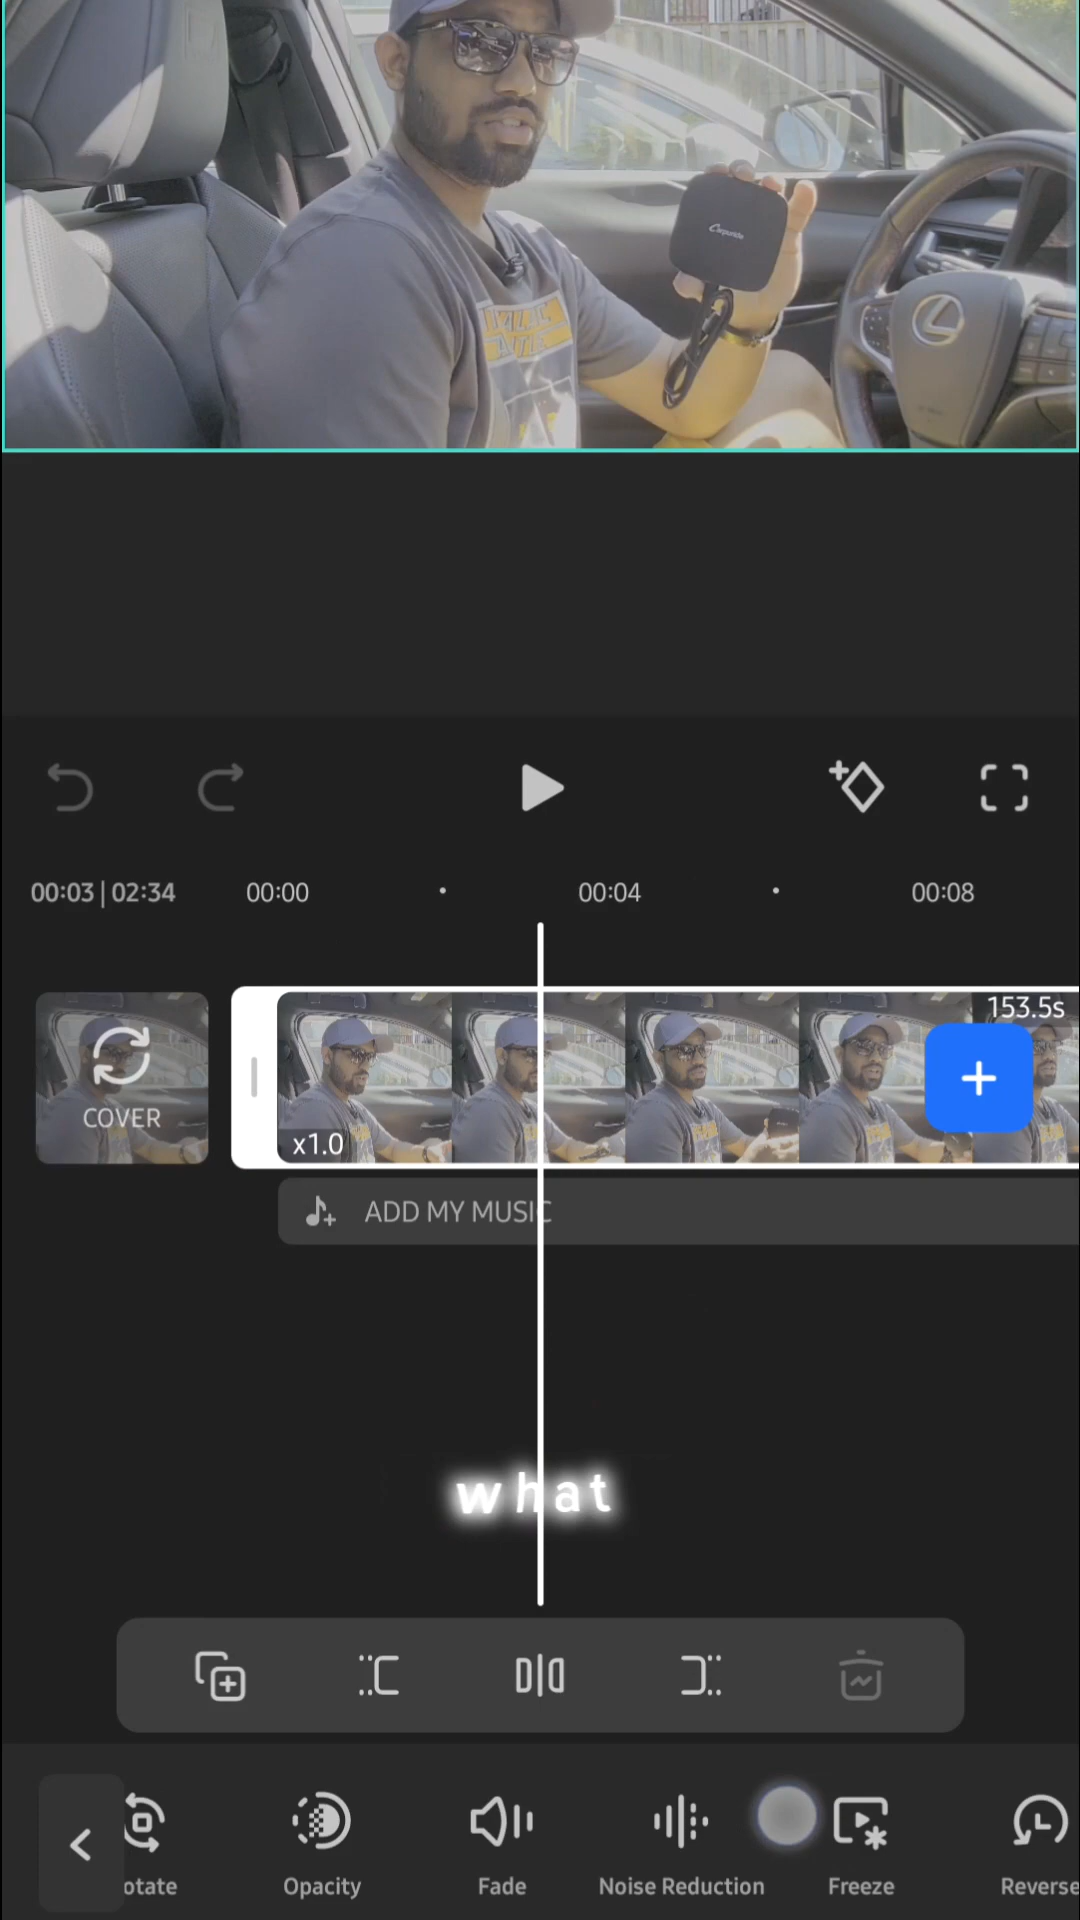 Carpuride
00:03 | 02:34
00:00
00:04
00:08
153.5s
COVER
x1.0
ADD MY MUSIC
what
otate
Opacity
Fade
Noise Reduction
Freeze
Reverse